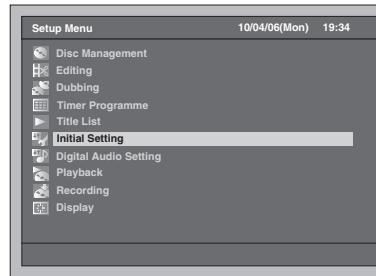 Setup Menu 10/04/06(Mon) 19:34
Disc Management
Editing
Dubbing
Timer Programme
Title List
Initial Setting
Digital Audio Setting
Playback
Recording
Display